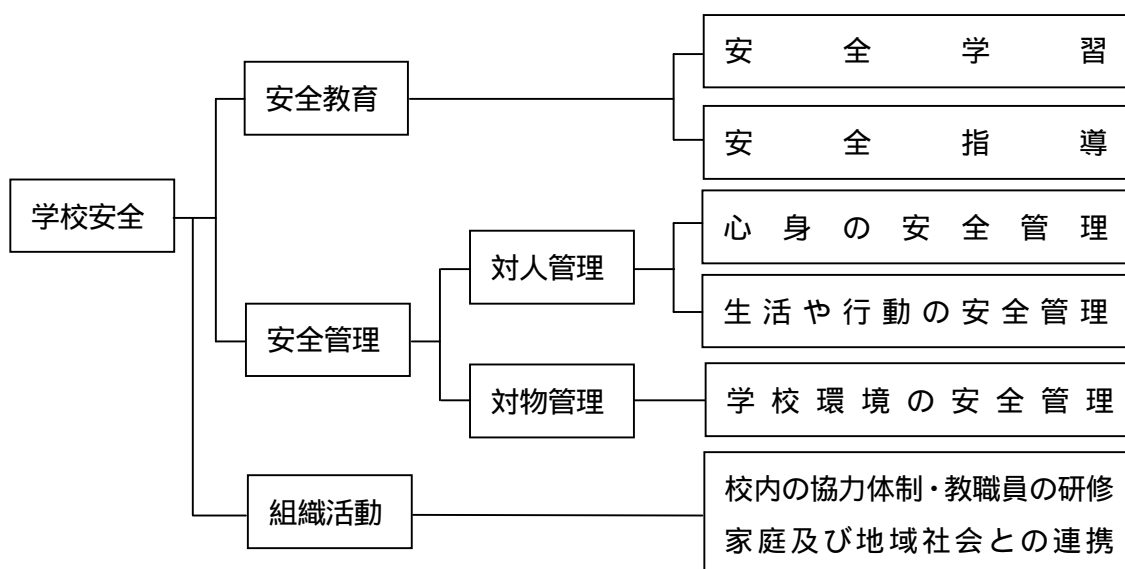 安全学習
安全教育
安全指導
学校安全
心身の安全管理
対人管理
生活や行動の安全管理
安全管理
対物管理
学校環境の安全管理
校内の協力体制・教職員の研修
組織活動
家庭及び地域社会との連携